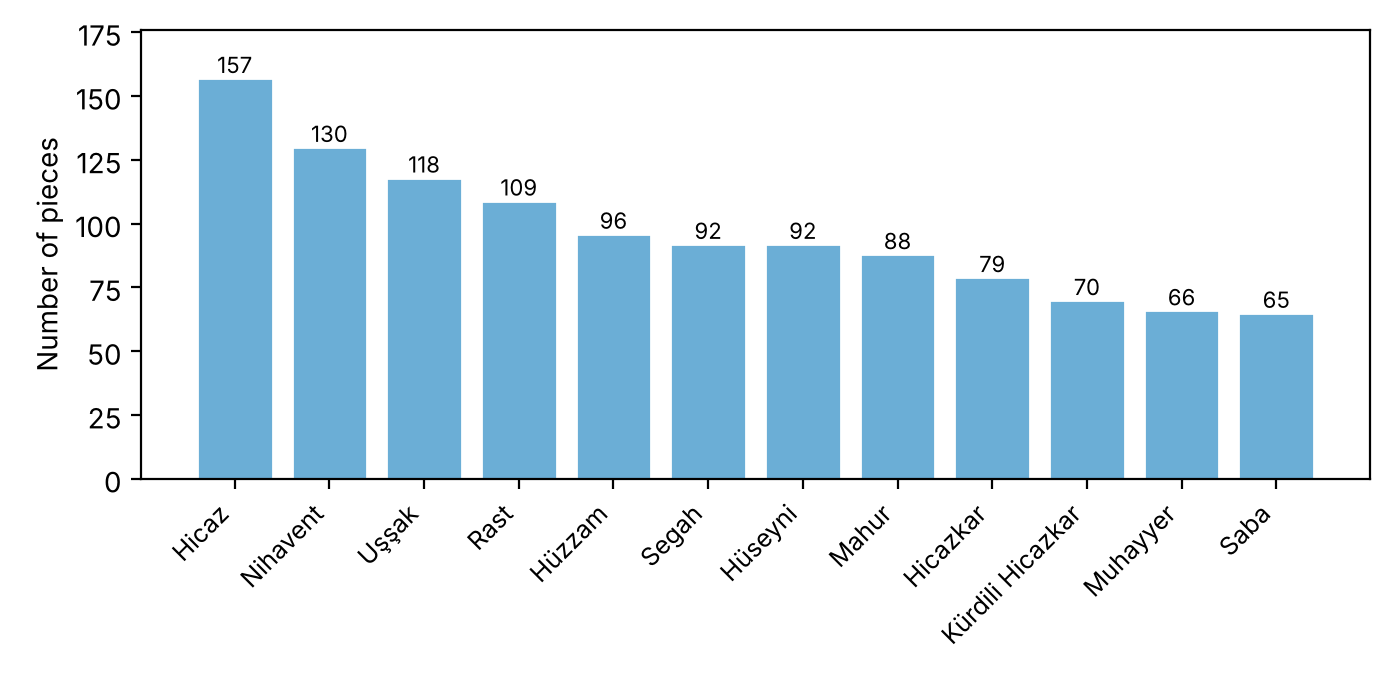 Number of pieces
175
150
125
100
75
50
25
0
157
130
118
109
96
92
92
88
79
70
66
65
Hicaz
Nihavent
Uşşak
Rast
Hüzzam
Segah
Hüseyni
Mahur
Hicazkar
Kürdili Hicazkar
Muhayyer
Saba